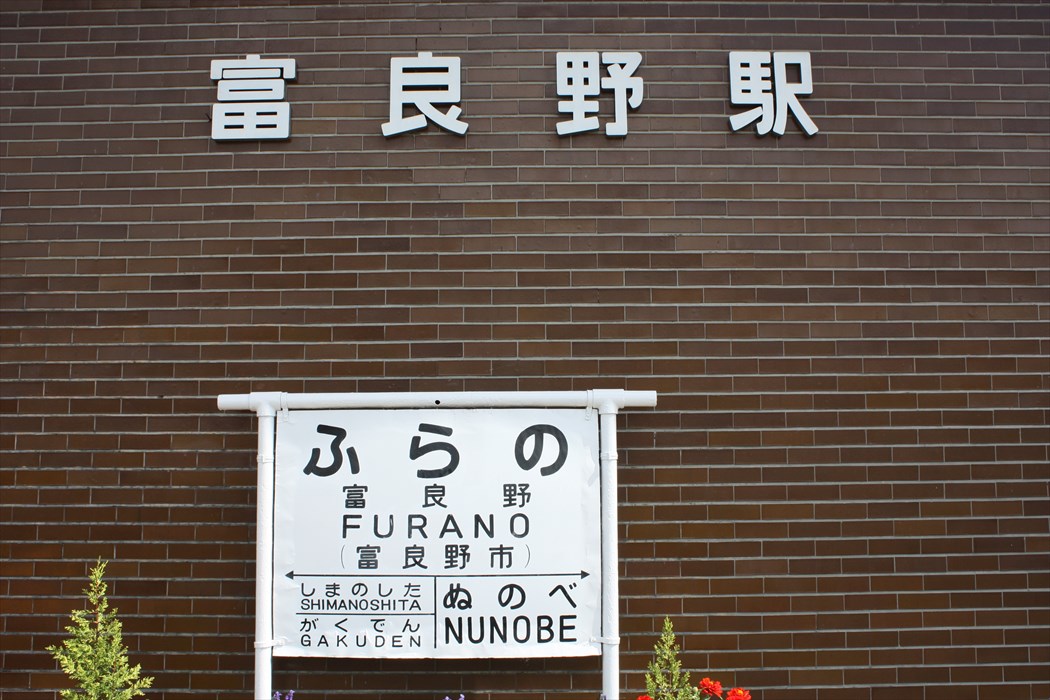 富良野駅
ふらの
富良野
FURANO
(富良野市)
しまのした
SHIMANOSHITA
がくでん
GAKUDEN
ぬのべ
NUNOBE